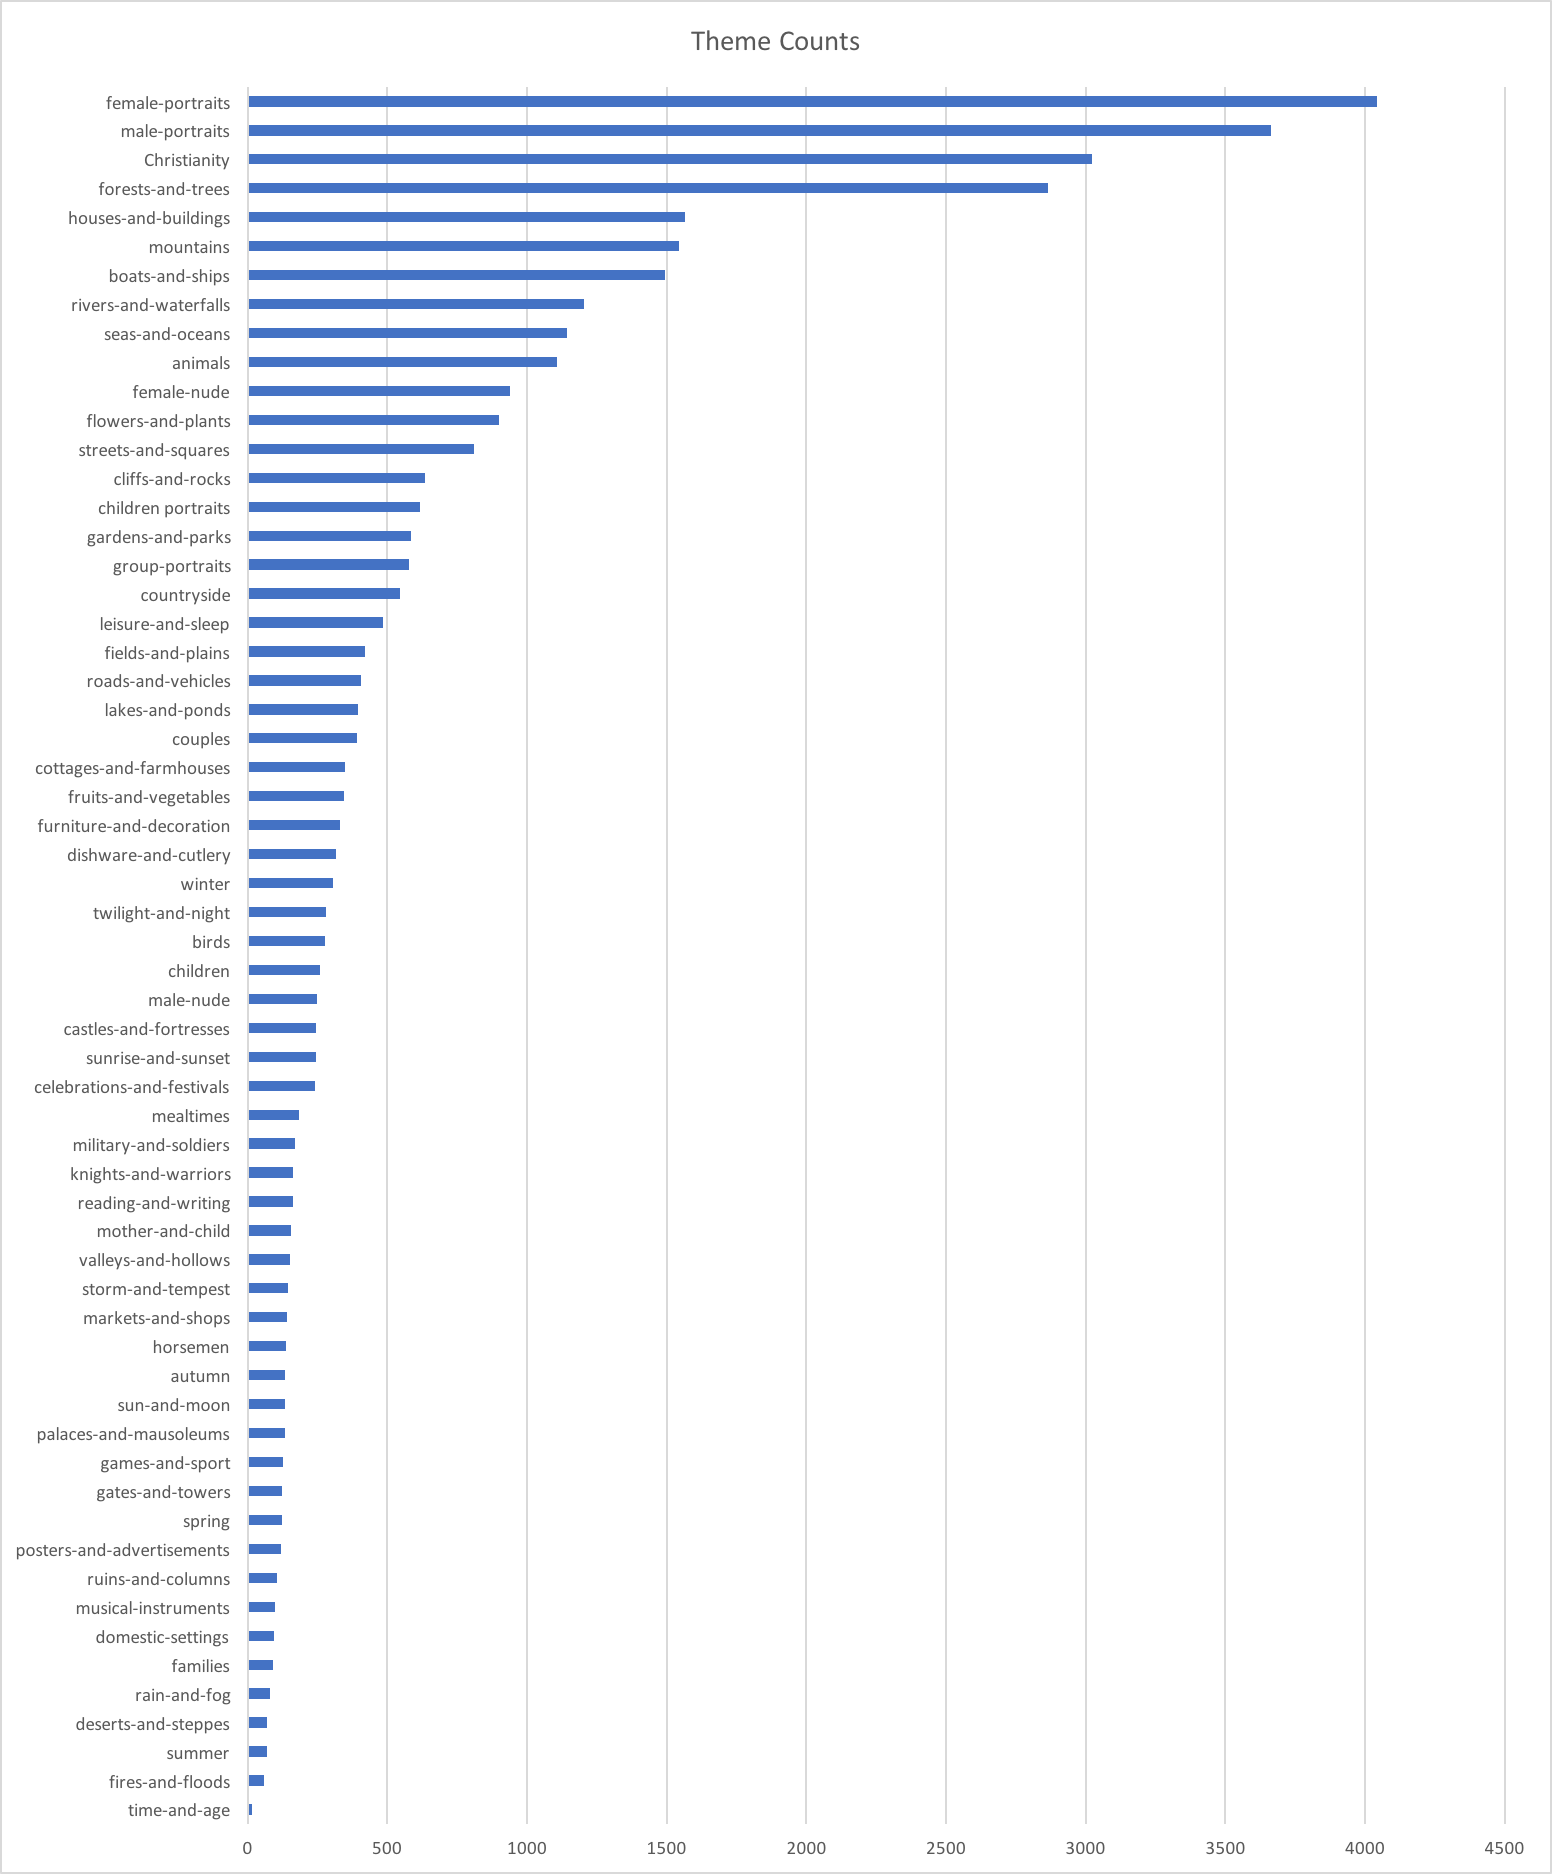 Theme Counts
female-portraits
male-portraits
Christianity
forests-and-trees
houses-and-buildings
mountains
boats-and-ships
rivers-and-waterfalls
seas-and-oceans
animals
female-nude
flowers-and-plants
streets-and-squares
cliffs-and-rocks
children portraits
gardens-and-parks
group-portraits
countryside
leisure-and-sleep
fields-and-plains
roads-and-vehicles
lakes-and-ponds
couples
cottages-and-farmhouses
fruits-and-vegetables
furniture-and-decoration
dishware-and-cutlery
winter
twilight-and-night
birds
children
male-nude
castles-and-fortresses
sunrise-and-sunset
celebrations-and-festivals
mealtimes
military-and-soldiers
knights-and-warriors
reading-and-writing
mother-and-child
valleys-and-hollows
storm-and-tempest
markets-and-shops
horsemen
autumn
sun-and-moon
palaces-and-mausoleums
games-and-sport
gates-and-towers
spring
posters-and-advertisements
ruins-and-columns
musical-instruments
domestic-settings
families
rain-and-fog
deserts-and-steppes
summer
fires-and-floods
time-and-age
0 500 1000 1500 2000 2500 3000 3500 4000 4500